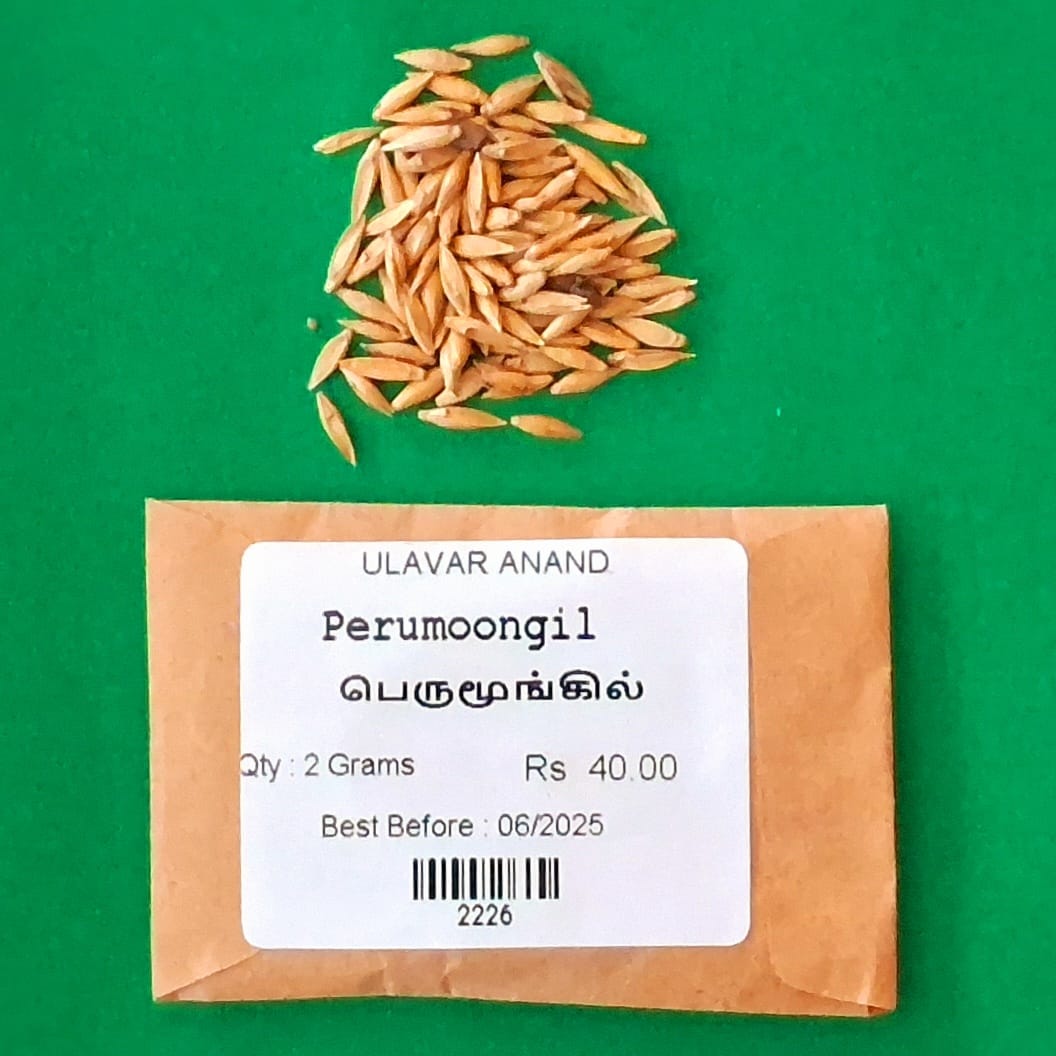 ULAVAR ANAND
Perumoongil
பெருமூங்கில்
Qty : 2 Grams Rs 40.00
Best Before : 06/2025
2226